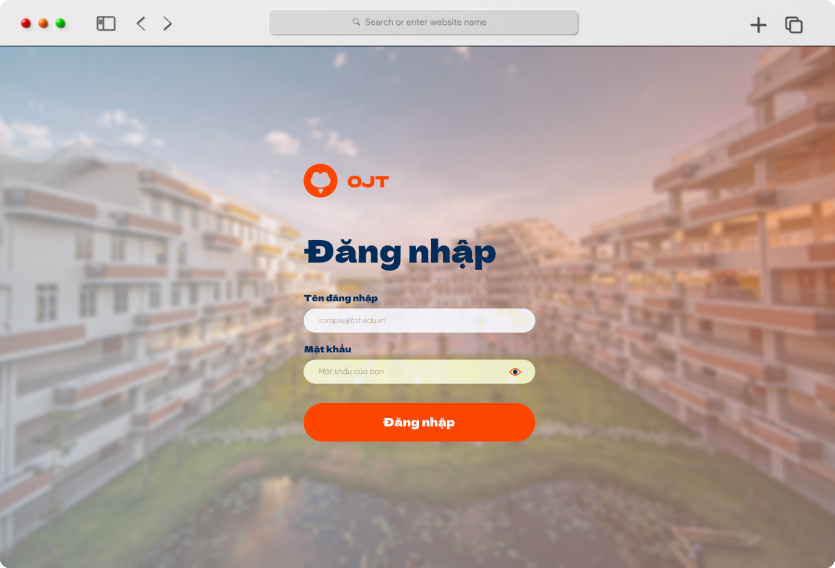 Search or enter website name
OJT
Đăng nhập
Tên đăng nhập
sample@fpt.edu.vn
Mật khẩu
Mật khẩu của bạn
Đăng nhập